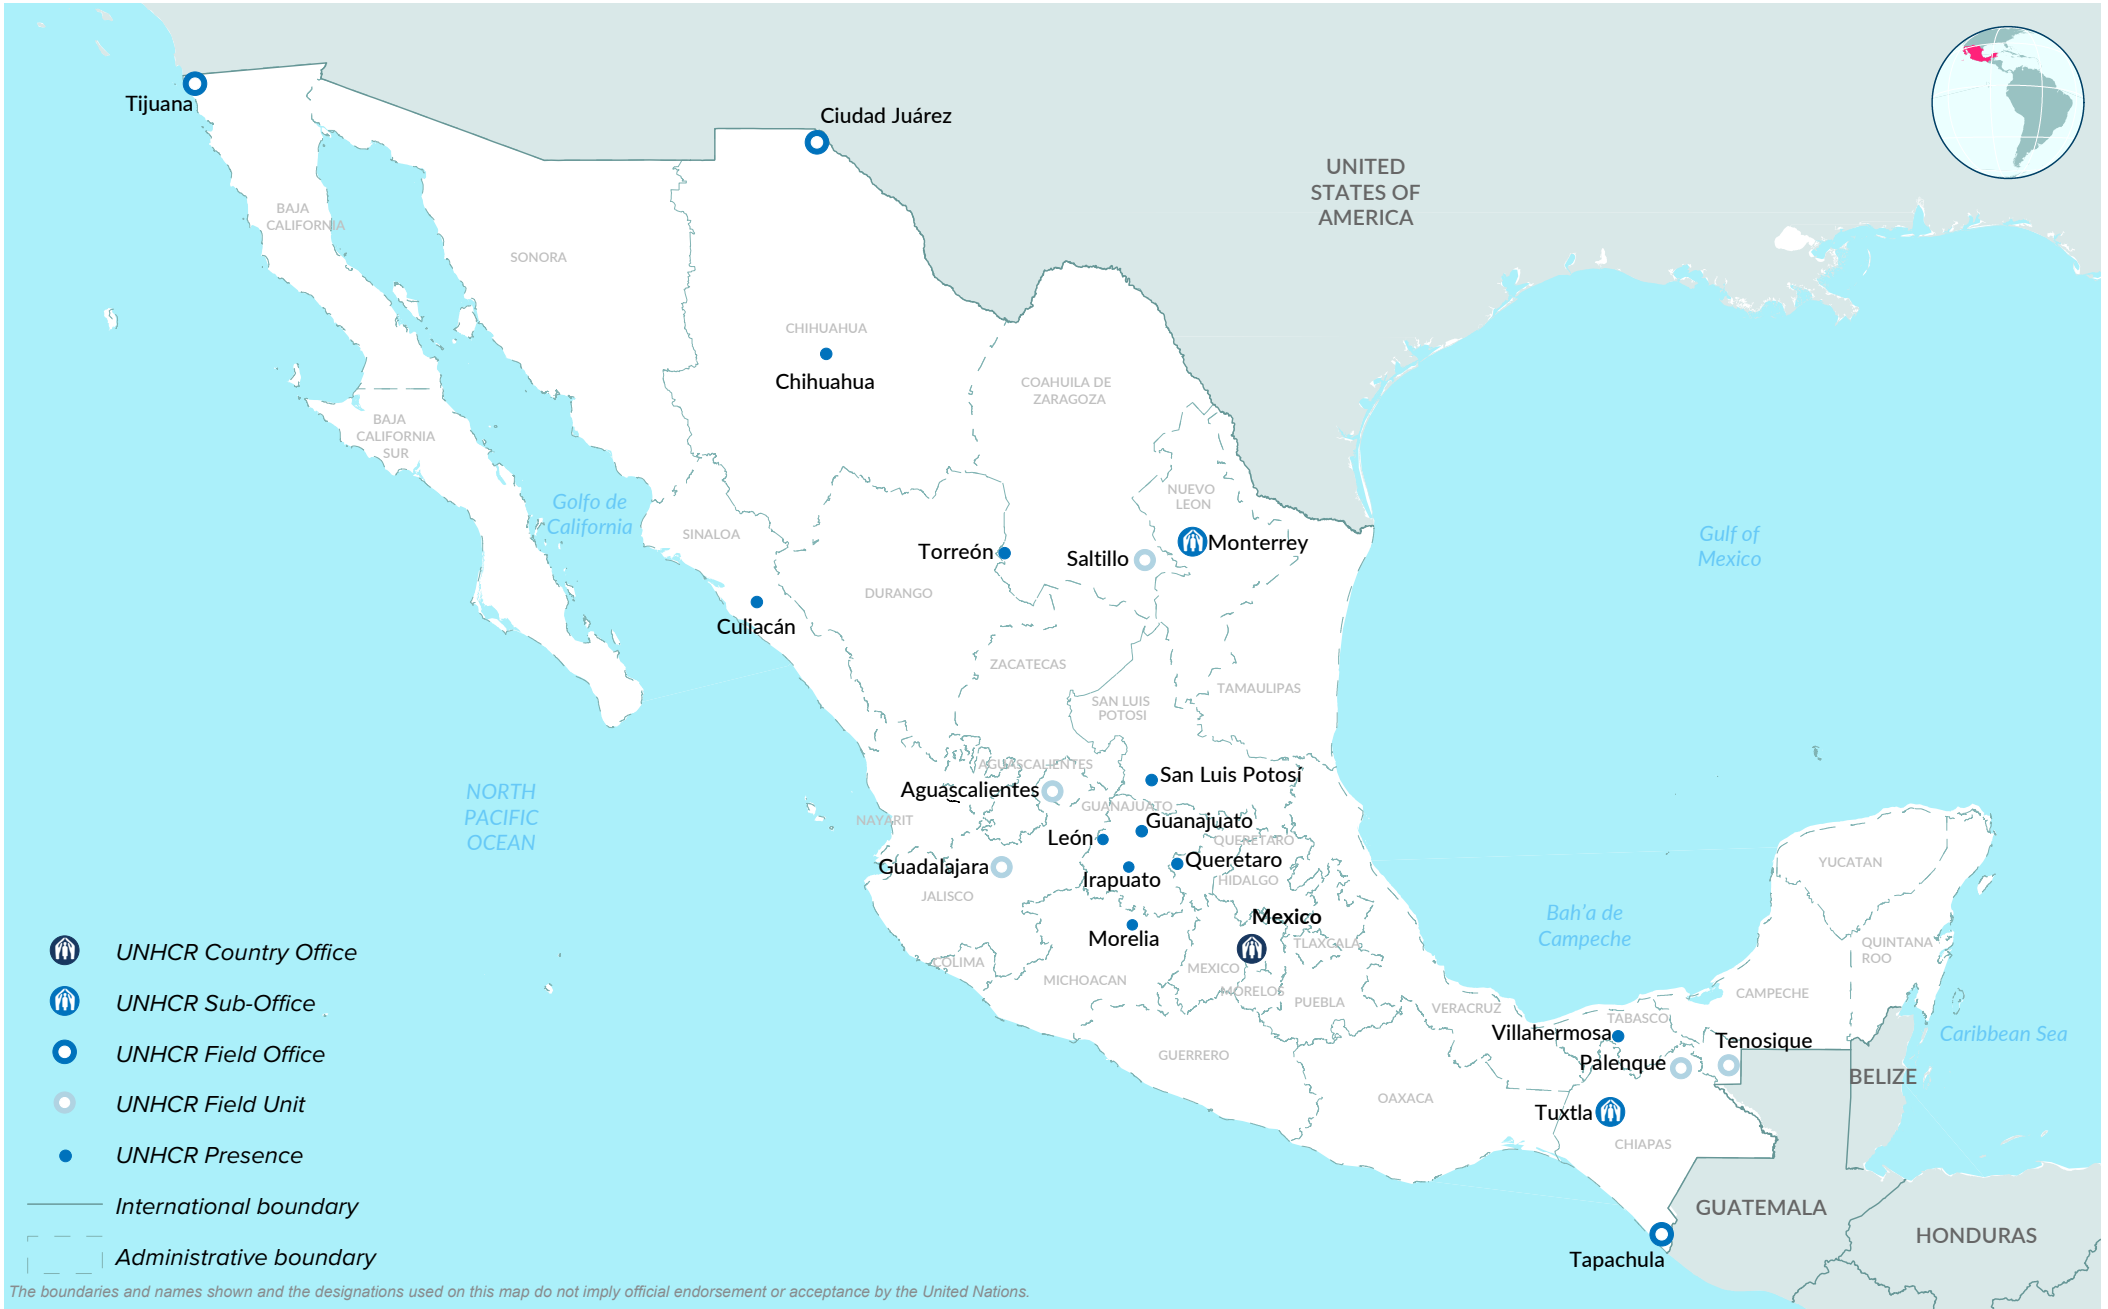 Tijuana
Ciudad Juárez
UNITED
STATES OF
AMERICA
BAJA
CALIFORNIA
SONORA
CHIHUAHUA
Chihuahua
COAHUILA DE
ZARAGOZA
BAJA
CALIFORNIA
SUR
Golfo de
California
SINALOA
NUEVO
LEON
Monterrey
Torreón
Saltillo
Gulf of
Mexico
DURANGO
Culiacán
ZACATECAS
TAMAULIPAS
SAN LUIS
POTOSI
NORTH
PACIFIC
OCEAN
AGUASCALIENTES
Aguascalientes
San Luis Potosí
GUANAJUATO
Guanajuato
NAYARIT
León
QUERETARO
Queretaro
Guadalajara
Irapuato
HIDALGO
JALISCO
YUCATAN
Mexico
Morelia
TLAXCALA
Bah'a de
Campeche
QUINTANA
ROO
COLIMA
MICHOACAN
MEXICO
MORELOS
PUEBLA
VERACRUZ
CAMPECHE
TABASCO
Villahermosa
Tenosique
Caribbean Sea
GUERRERO
Palenque
BELIZE
OAXACA
Tuxtla
CHIAPAS
GUATEMALA
HONDURAS
Tapachula
UNHCR Country Office
UNHCR Sub-Office
UNHCR Field Office
UNHCR Field Unit
UNHCR Presence
International boundary
Administrative boundary
The boundaries and names shown and the designations used on this map do not imply official endorsement or acceptance by the United Nations.